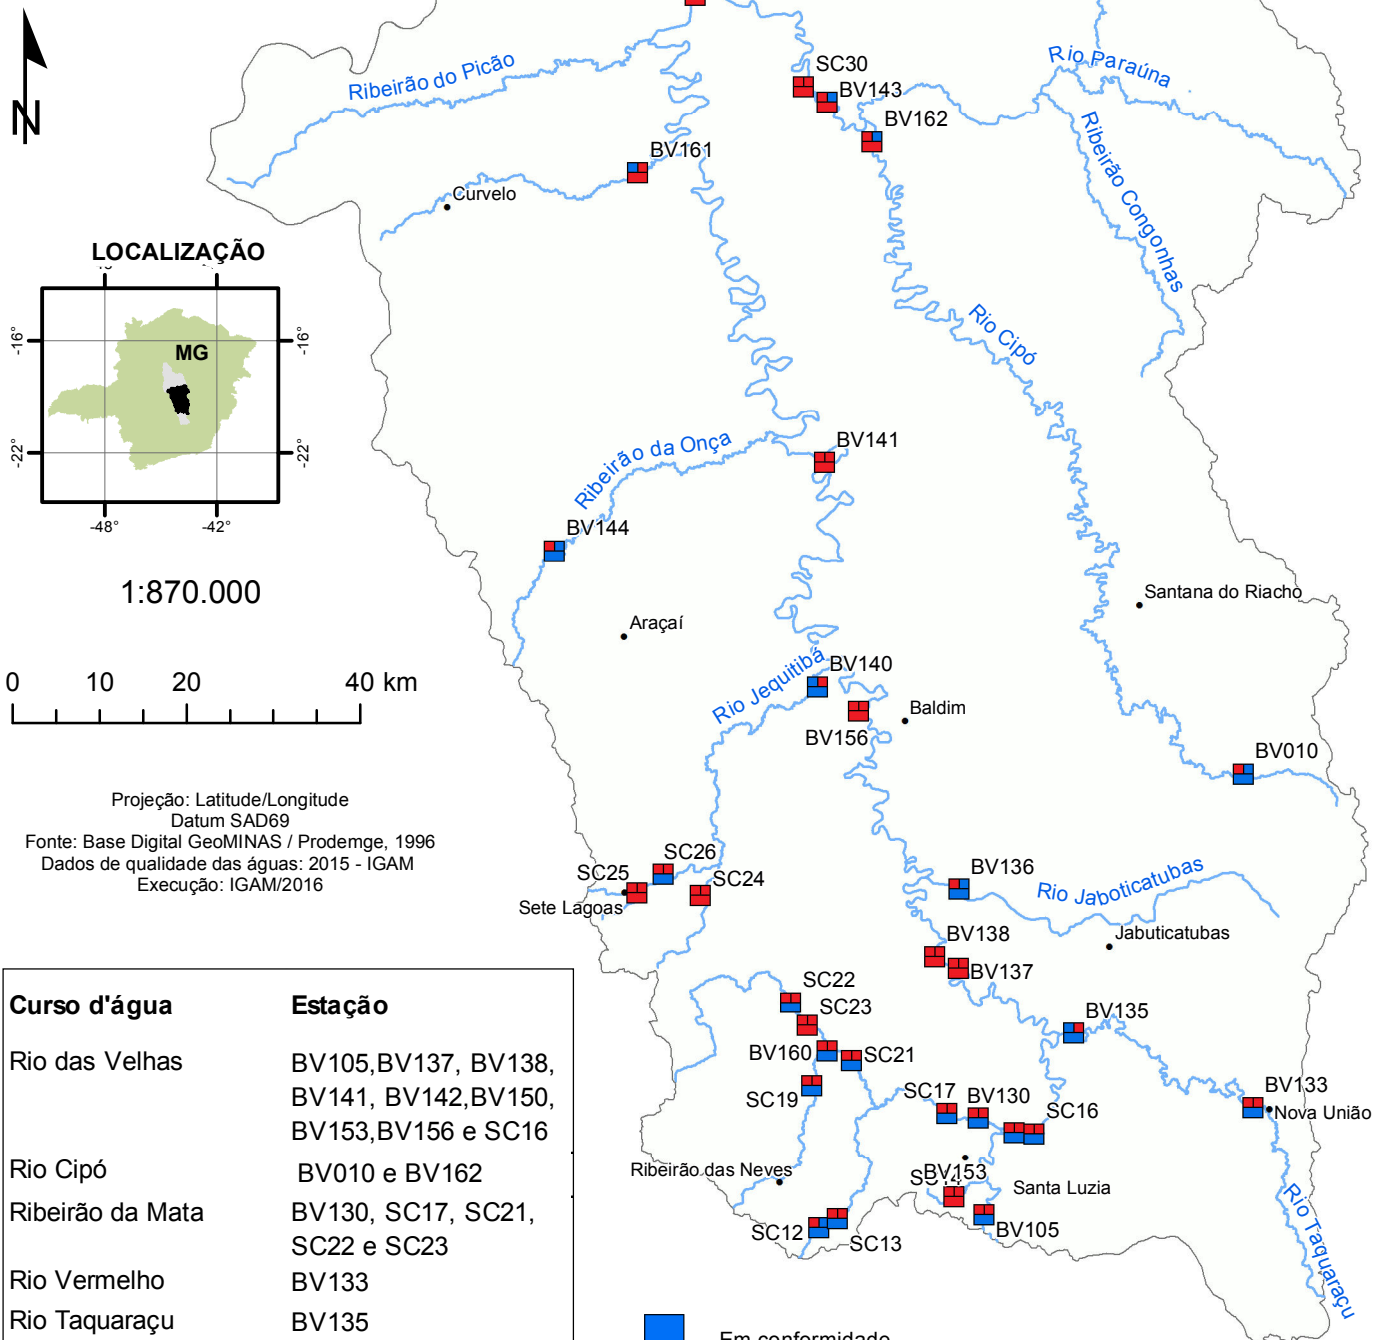 N
Ribeirão do Picão
SC30
BV143
BV162
Rio Paraúna
Ribeirão Congonhas
BV161
Curvelo
LOCALIZAÇÃO
-16°
-16°
MG
-22°
-22°
-48°
-42°
1:870.000
0 10 20 40 km
Projeção: Latitude/Longitude
Datum SAD69
Fonte: Base Digital GeoMINAS / Prodemge, 1996
Dados de qualidade das águas: 2015 - IGAM
Execução: IGAM/2016
Rio Cipó
BV141
Ribeirão da Onça
BV144
Santana do Riacho
Araçaí
Rio Jequitibá
BV140
Baldim
BV156
BV010
SC26
SC25
SC24
Sete Lagoas
BV136
Rio Jaboticatubas
Jabuticatubas
BV138
BV137
SC22
SC23
BV135
BV160
SC21
SC19
SC17
BV130
SC16
BV133
Nova União
Ribeirão das Neves
BV153
Santa Luzia
SC12
SC13
BV105
Rio Taquaraçu
Curso d'água Estação
Rio das Velhas BV105,BV137, BV138,
BV141, BV142,BV150,
BV153,BV156 e SC16
Rio Cipó BV010 e BV162
Ribeirão da Mata BV130, SC17, SC21,
SC22 e SC23
Rio Vermelho BV133
Rio Taquaraçu BV135
Em conformidade